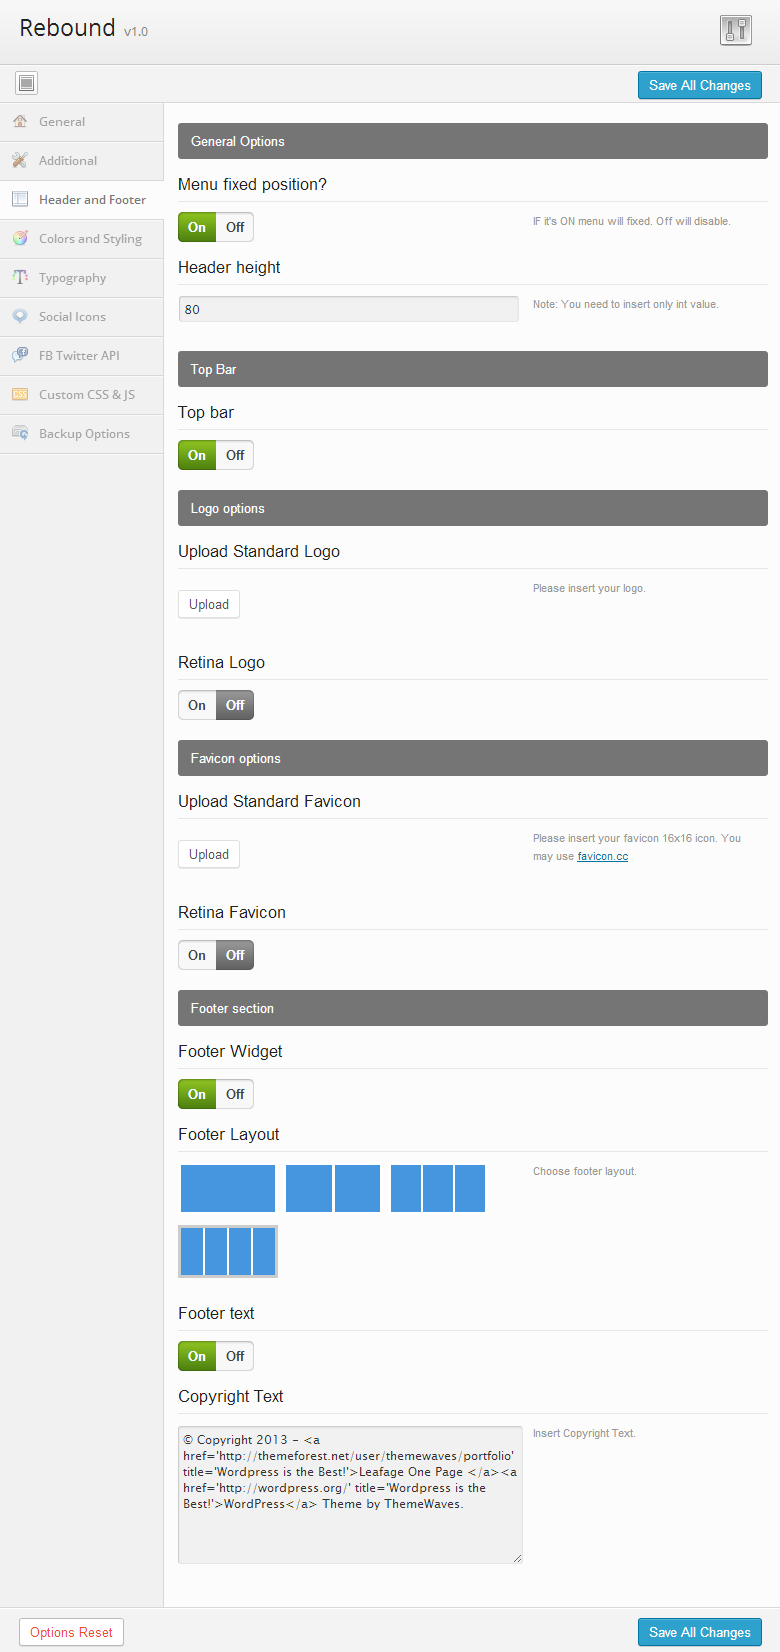 Rebound v1.0
Save All Changes
General
Additional
Header and Footer
Colors and Styling
Typography
Social Icons
FB Twitter API
CSS Custom CSS & JS
Backup Options
General Options
Menu fixed position?
On Off
IF it's ON menu will fixed. Off will disable.
Header height
80
Note: You need to insert only int value.
Top Bar
Top bar
On Off
Logo options
Upload Standard Logo
Upload
Please insert your logo.
Retina Logo
On Off
Favicon options
Upload Standard Favicon
Upload
Please insert your favicon 16x16 icon. You
may use favicon.cc
Retina Favicon
On Off
Footer section
Footer Widget
On Off
Footer Layout
Choose footer layout.
Footer text
On Off
Copyright Text
© Copyright 2013 - <a
href='http://themeforest.net/user/themewaves/portfolio'
title='Wordpress is the Best!'>Leafage One Page </a><a
href='http://wordpress.org/' title='Wordpress is the
Best!'>WordPress</a> Theme by ThemeWaves.
Insert Copyright Text.
Options Reset
Save All Changes